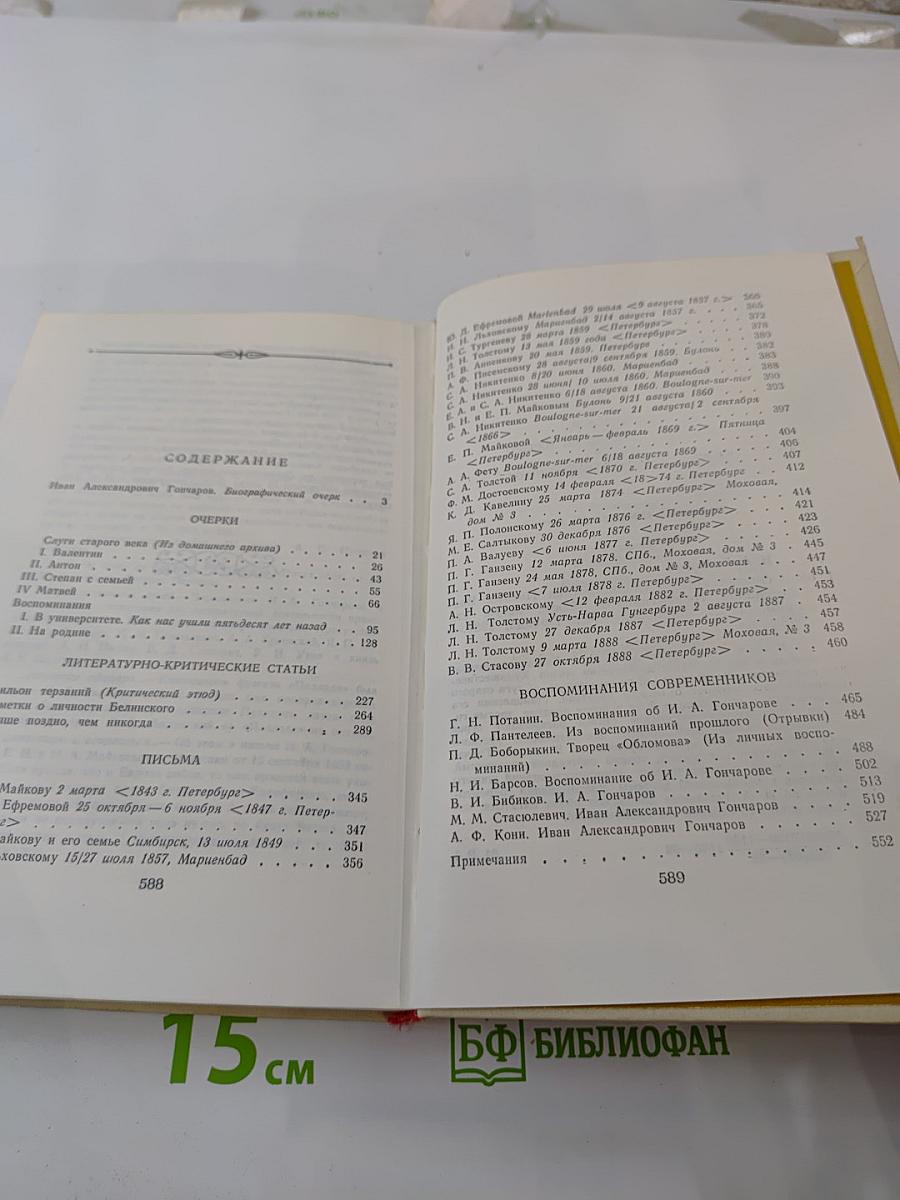 СОДЕРЖАНИЕ
Иван Александрович Гончаров. Биографический очерк . . 3
ОЧЕРКИ
Слуги старого века (Из домашнего архива) . . . . . . 21
I. Валентин . . . . . . . . . . . . . . . 26
II. Антон . . . . . . . . . . . . . . . 43
III. Степан с семьей . . . . . . . . . . . . . 55
IV Матвей . . . . . . . . . . . . . . . 66
Воспоминания
I. В университете. Как нас учили пятьдесят лет назад . . 95
II. На родине . . . . . . . . . . . . . . 128
ЛИТЕРАТУРНО-КРИТИЧЕСКИЕ СТАТЬИ
ильон терзаний (Критический этюд) . . . . . . . 227
метки о личности Белинского . . . . . . . . . 264
чше поздно, чем никогда . . . . . . . . . . 289
ПИСЬМА
Майкову 2 марта <1843 г. Петербург> . . . . . . 345
Ефремовой 25 октября — 6 ноября <1847 г. Петер-
г> . . . . . . . . . . . . . . . . 347
айкову и его семье Симбирск, 13 июля 1849 . . . 351
ьховскому 15/27 июля 1857, Мариенбад . . . . . 356
588
Ю. Д. Ефремовой Marienbad 29 июля <9 августа 1857 г.>
И. И. Льховскому Мариенбад 2/14 августа 1857 г. . . . 365
И. С. Тургеневу 28 марта 1859 <Петербург> . . . . 372
Л. Н. Толстому 13 мая 1859 года <Петербург> . . . . 378
П. В. Анненкову 20 мая 1859, Петербург . . . . . 380
А. Ф. Писемскому 28 августа/9 сентября 1859, Булонь . . 382
С. А. Никитенко 8/20 июня 1860. Мариенбад . . . . 383
С. А. Никитенко 28 июня/ 10 июля 1860, Мариенбад . . 388
Е. А. и С. А. Никитенко 6/18 августа 1860. Boulogne-sur-mer 390
В. Н. и Е. П. Майковым Булонь 9/21 августа 1860 . . . 393
С. А. Никитенко Boulogne-sur-mer 21 августа/2 сентября
<1866> . . . . . . . . . . . . . . 397
Е. П. Майковой <Январь — февраль 1869 г.> Пятница
<Петербург> . . . . . . . . . . . . . 404
А. А. Фету Boulogne-sur-mer 6/18 августа 1869 . . . . 406
С. А. Толстой 11 ноября <1870 г. Петербург> . . . . 407
Ф. М. Достоевскому 14 февраля <18>74 г. Петербург . . 412
К. Д. Кавелину 25 марта 1874 <Петербург> Моховая,
дом № 3 . . . . . . . . . . . . . . 414
Я. П. Полонскому 26 марта 1876 г. <Петербург> . . . 421
М. Е. Салтыкову 30 декабря 1876 <Петербург> . . . . 423
П. А. Валуеву <6 июня 1877 г. Петербург> . . . . . 426
П. Г. Ганзену 12 марта 1878. СПб., Моховая, дом № 3 . 445
П. Г. Ганзену 24 мая 1878, СПб., дом № 3, Моховая . . 447
П. Г. Ганзену <7 июля 1878 г. Петербург> . . . . . 451
А. Н. Островскому <12 февраля 1882 г. Петербург> . . 453
Л. Н. Толстому Усть-Нарва Гунгербург 2 августа 1887 . 454
Л. Н. Толстому 27 декабря 1887 <Петербург> . . . . 457
Л. Н. Толстому 9 марта 1888 <Петербург> Моховая, № 3 458
В. В. Стасову 27 октября 1888 <Петербург> . . . . . 460
ВОСПОМИНАНИЯ СОВРЕМЕННИКОВ
Г. Н. Потанин. Воспоминания об И. А. Гончарове . . . 465
Л. Ф. Пантелеев. Из воспоминаний прошлого (Отрывки) 484
П. Д. Боборыкин. Творец «Обломова» (Из личных воспо-
минаний) . . . . . . . . . . . . . . 488
Н. И. Барсов. Воспоминание об И. А. Гончарове . . . . 502
В. И. Бибиков. И. А. Гончаров . . . . . . . . . 513
М. М. Стасюлевич. Иван Александрович Гончаров . . . 519
А. Ф. Кони. Иван Александрович Гончаров . . . . . 527
Примечания . . . . . . . . . . . . . . . 552
589
15 см
БФ БИБЛИОФАН